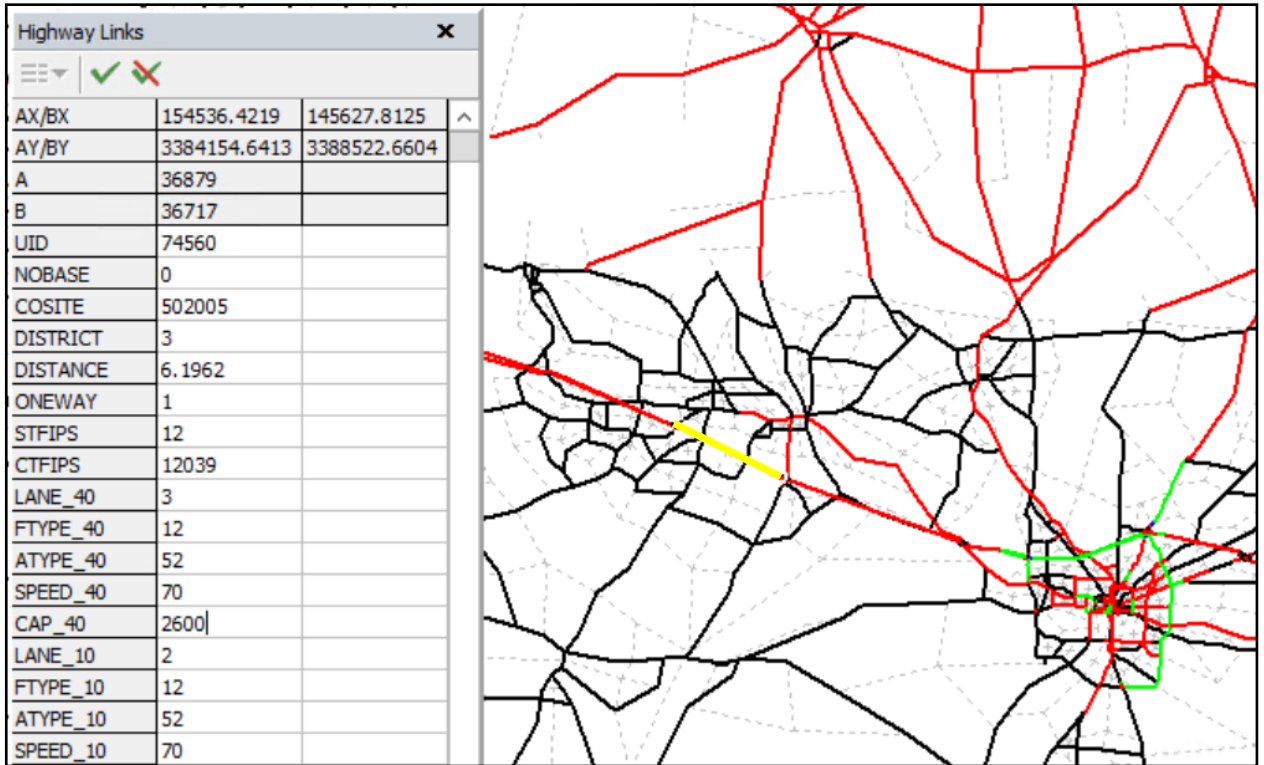 Highway Links
AX/BX 154536.4219 145627.8125
AY/BY 3384154.6413 3388522.6604
A 36879
B 36717
UID 74560
NOBASE 0
COSITE 502005
DISTRICT 3
DISTANCE 6.1962
ONEWAY 1
STFIPS 12
CTFIPS 12039
LANE_40 3
FTYPE_40 12
ATYPE_40 52
SPEED_40 70
CAP_40 2600
LANE_10 2
FTYPE_10 12
ATYPE_10 52
SPEED_10 70